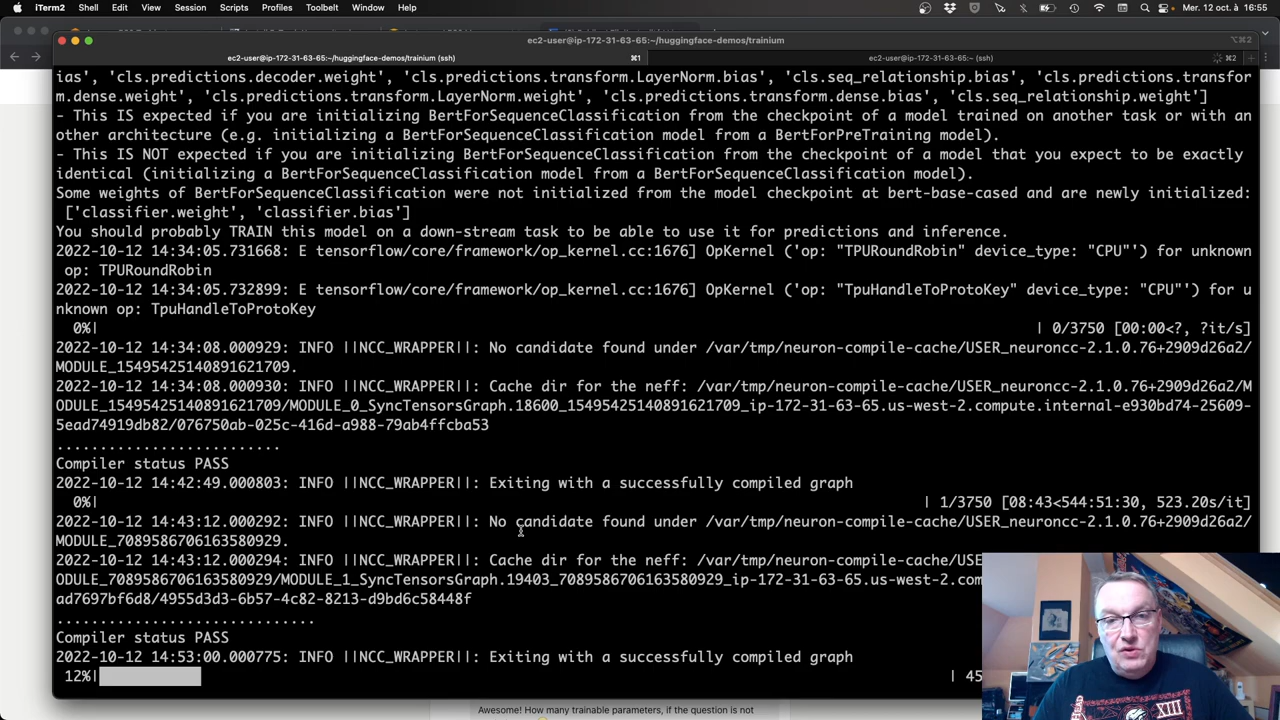 iTerm2 Shell Edit View Session Scripts Profiles Toolbelt Window Help Mer. 12 oct. à 16:55
ec2-user@ip-172-31-63-65:~/huggingface-demos/trainium ⌥⌘2
ec2-user@ip-172-31-63-65:~/huggingface-demos/trainium (ssh) ⌘1 ec2-user@ip-172-31-63-65:~ (ssh) ⌘2
ias', 'cls.predictions.decoder.weight', 'cls.predictions.transform.LayerNorm.bias', 'cls.seq_relationship.bias', 'cls.predictions.transfor
m.dense.weight', 'cls.predictions.transform.LayerNorm.weight', 'cls.predictions.transform.dense.bias', 'cls.seq_relationship.weight']
- This IS expected if you are initializing BertForSequenceClassification from the checkpoint of a model trained on another task or with an
other architecture (e.g. initializing a BertForSequenceClassification model from a BertForPreTraining model).
- This IS NOT expected if you are initializing BertForSequenceClassification from the checkpoint of a model that you expect to be exactly
identical (initializing a BertForSequenceClassification model from a BertForSequenceClassification model).
Some weights of BertForSequenceClassification were not initialized from the model checkpoint at bert-base-cased and are newly initialized:
['classifier.weight', 'classifier.bias']
You should probably TRAIN this model on a down-stream task to be able to use it for predictions and inference.
2022-10-12 14:34:05.731668: E tensorflow/core/framework/op_kernel.cc:1676] OpKernel ('op: "TPURoundRobin" device_type: "CPU"') for unknown
op: TPURoundRobin
2022-10-12 14:34:05.732899: E tensorflow/core/framework/op_kernel.cc:1676] OpKernel ('op: "TpuHandleToProtoKey" device_type: "CPU"') for u
nknown op: TpuHandleToProtoKey
0%| | 0/3750 [00:00<?, ?it/s]
2022-10-12 14:34:08.000929: INFO ||NCC_WRAPPER||: No candidate found under /var/tmp/neuron-compile-cache/USER_neuroncc-2.1.0.76+2909d26a2/
MODULE_15495425140891621709.
2022-10-12 14:34:08.000930: INFO ||NCC_WRAPPER||: Cache dir for the neff: /var/tmp/neuron-compile-cache/USER_neuroncc-2.1.0.76+2909d26a2/M
ODULE_15495425140891621709/MODULE_0_SyncTensorsGraph.18600_15495425140891621709_ip-172-31-63-65.us-west-2.compute.internal-e930bd74-25609-
5ead74919db82/076750ab-025c-416d-a988-79ab4ffcba53
..........................
Compiler status PASS
2022-10-12 14:42:49.000803: INFO ||NCC_WRAPPER||: Exiting with a successfully compiled graph
0%| | 1/3750 [08:43<544:51:30, 523.20s/it]
2022-10-12 14:43:12.000292: INFO ||NCC_WRAPPER||: No candidate found under /var/tmp/neuron-compile-cache/USER_neuroncc-2.1.0.76+2909d26a2/
MODULE_7089586706163580929.
2022-10-12 14:43:12.000294: INFO ||NCC_WRAPPER||: Cache dir for the neff: /var/tmp/neuron-compile-cache/USE
ODULE_7089586706163580929/MODULE_1_SyncTensorsGraph.19403_7089586706163580929_ip-172-31-63-65.us-west-2.com
ad7697bf6d8/4955d3d3-6b57-4c82-8213-d9bd6c58448f
..............................
Compiler status PASS
2022-10-12 14:53:00.000775: INFO ||NCC_WRAPPER||: Exiting with a successfully compiled graph
12%| | 45
XIII
Awesome! How many trainable parameters, if the question is not